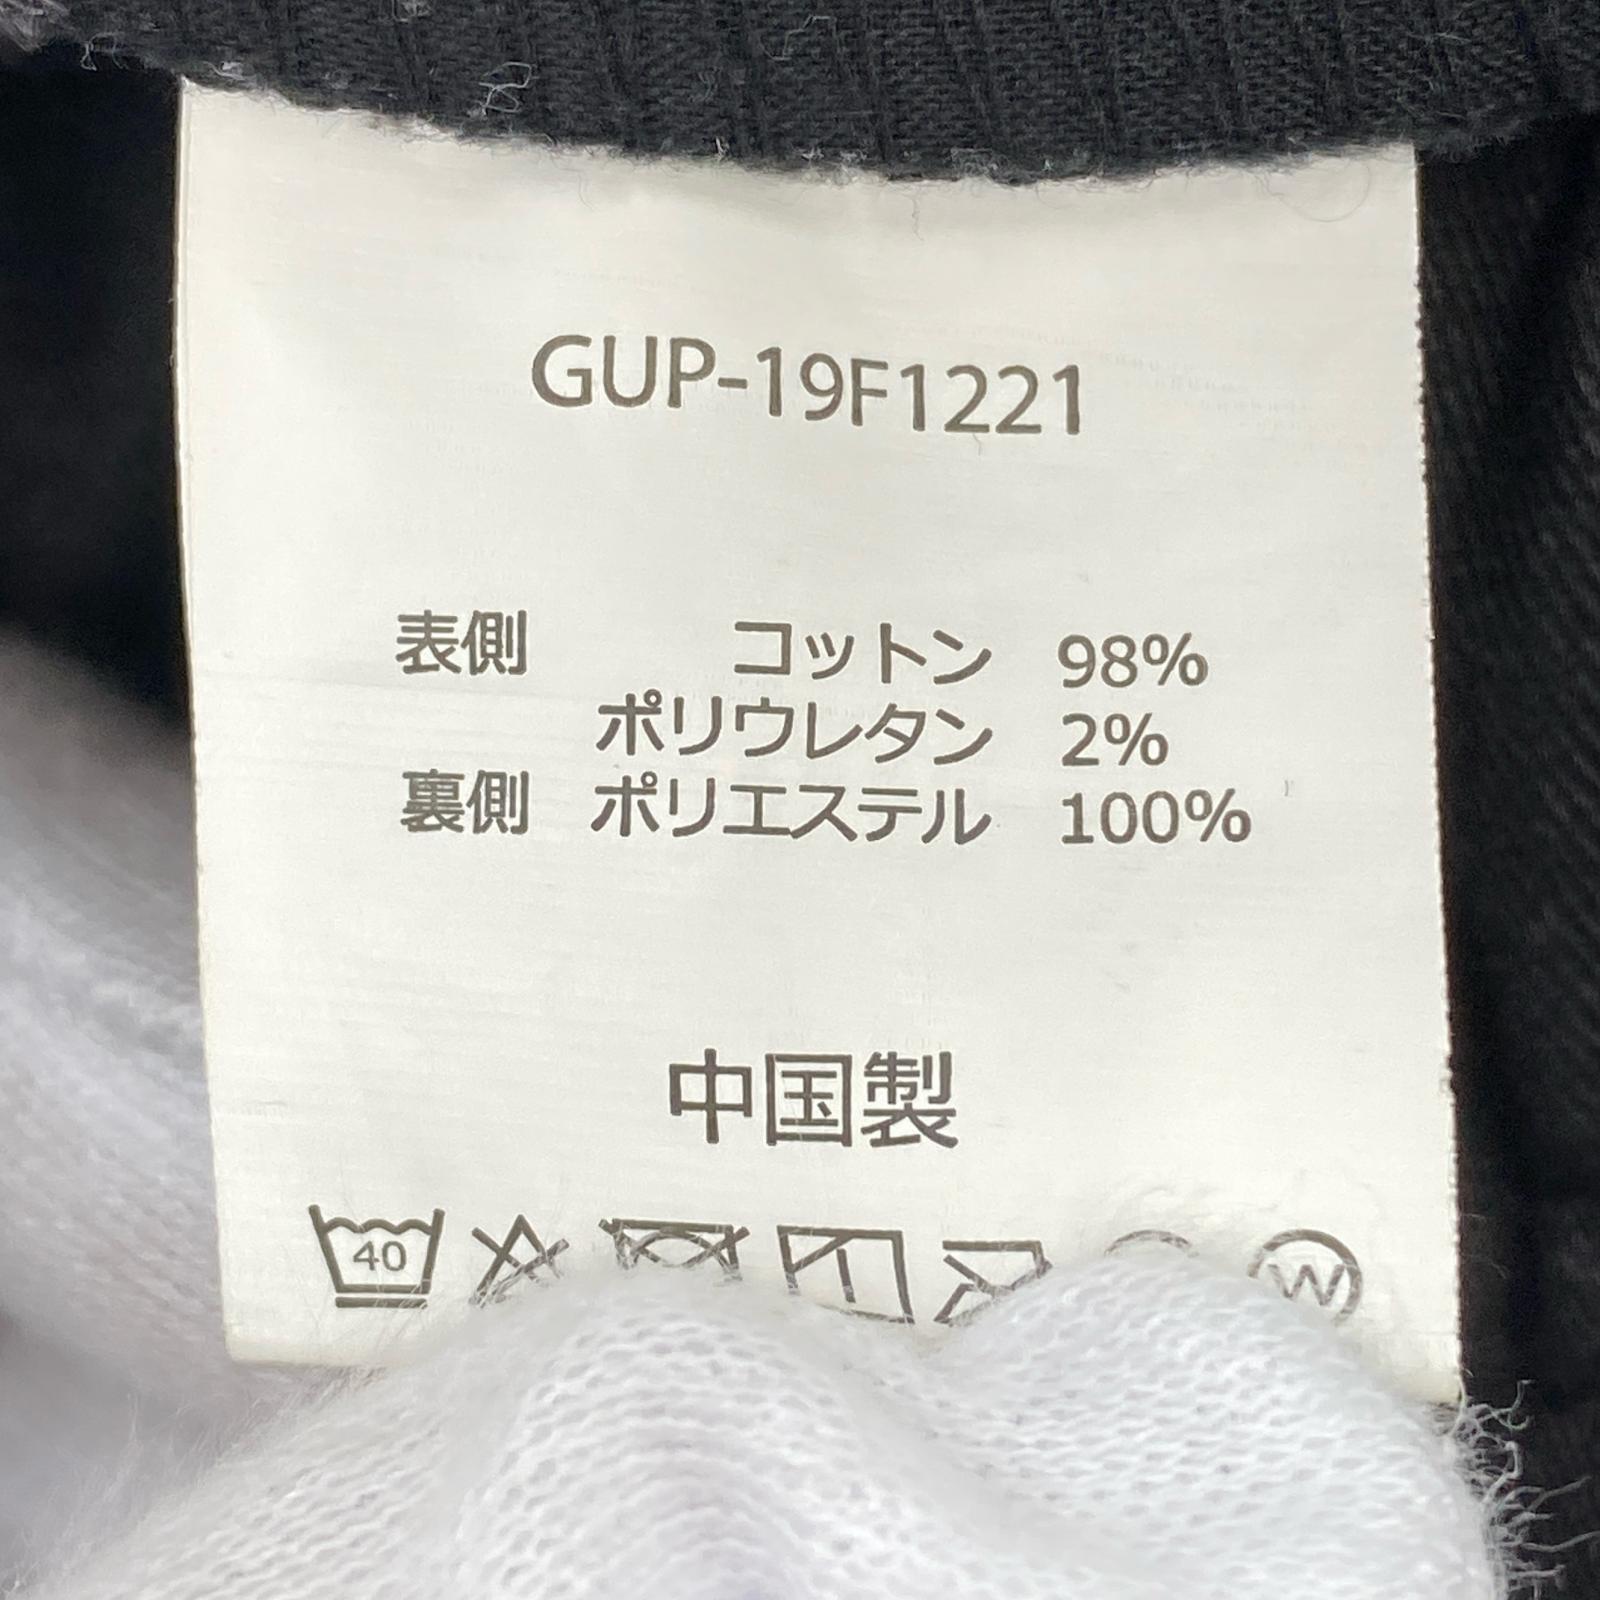 GUP-19F1221
表側 コットン 98%
ポリウレタン 2%
裏側 ポリエステル 100%
中国製
40 W